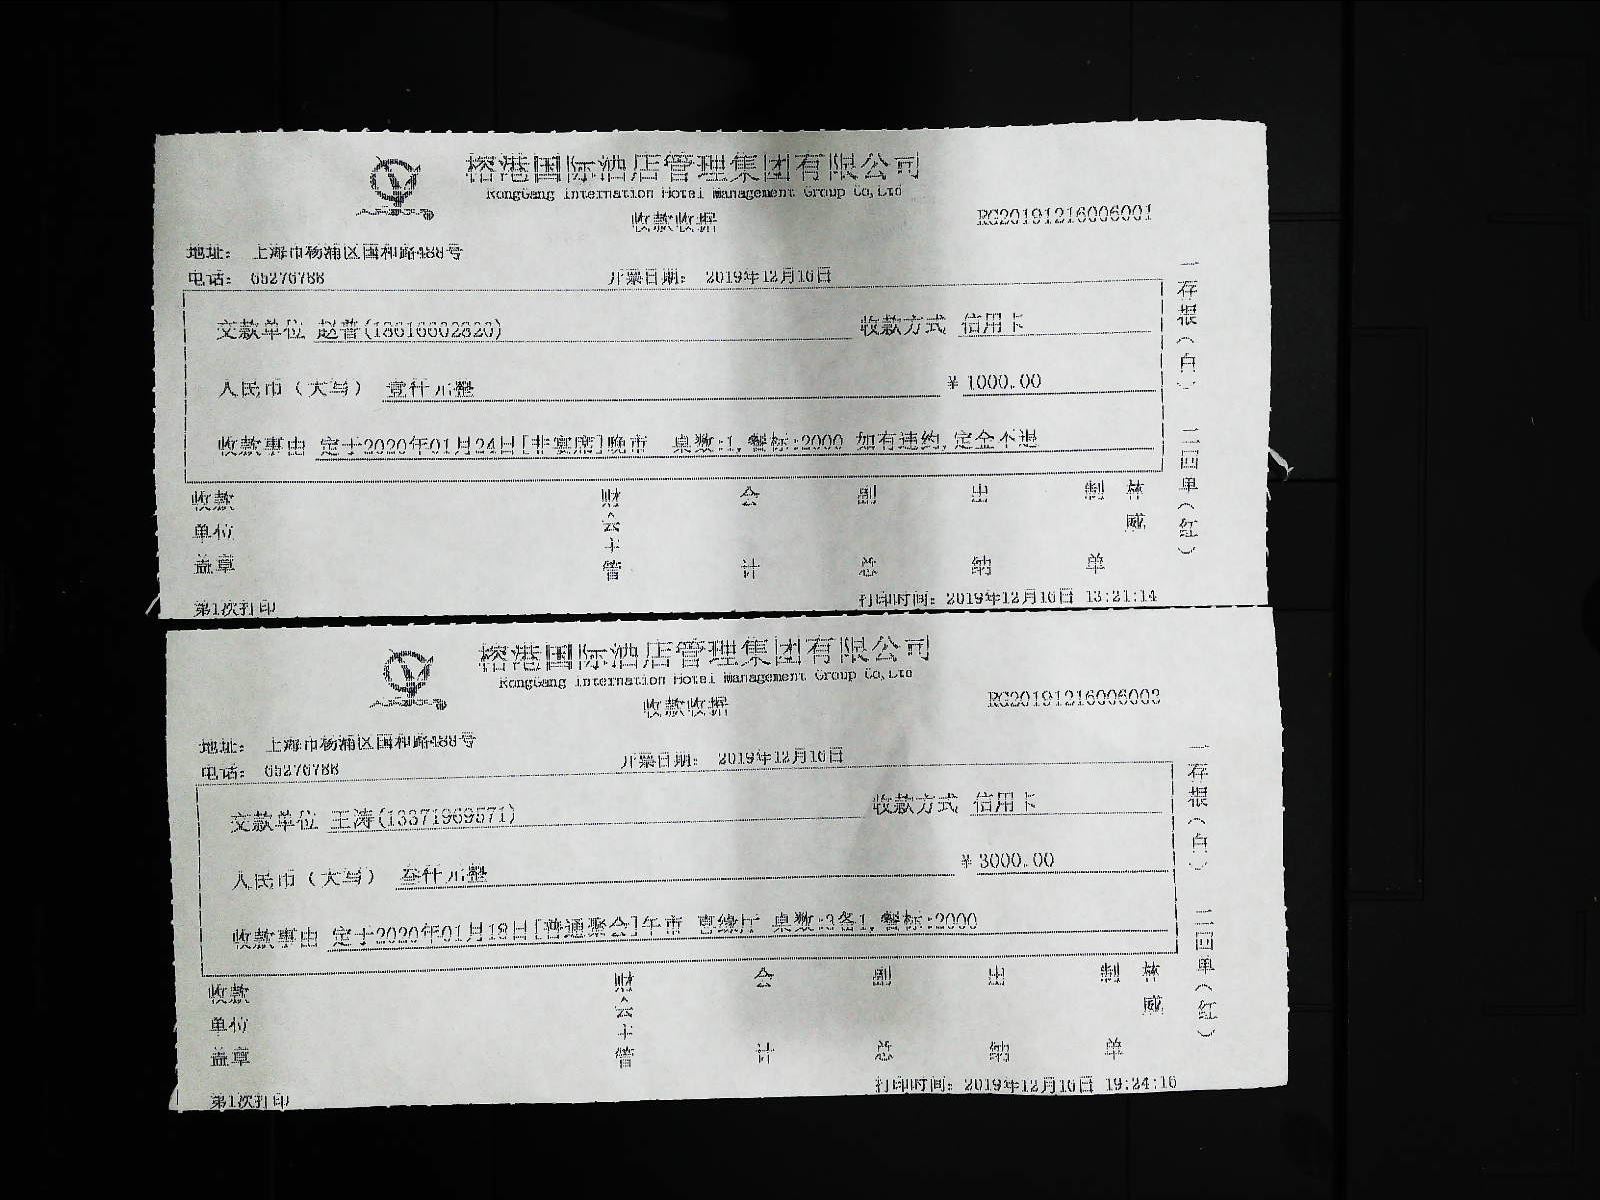 榕港国际酒店管理集团有限公司
RongGang Internation Hotel Management Group Co,Ltd
收款收据
RG20191216006001
地址: 上海市杨浦区国和路488号
电话: 65276788 开票日期: 2019年12月16日
交款单位 赵普(18616602820) 收款方式 信用卡
人民币(大写) 壹仟元整 ¥ 1000.00
收款事由 定于2020年01月24日[非宴席]晚市 桌数:1,餐标:2000 如有违约,定金不退
收款单位盖章 财会主管 会计 副总 出纳 制单 林威
第1次打印 打印时间: 2019年12月16日 13:21:14
一存根(白) 二回单(红)
榕港国际酒店管理集团有限公司
RongGang Internation Hotel Management Group Co,Ltd
收款收据
RG20191216006003
地址: 上海市杨浦区国和路488号
电话: 65276788 开票日期: 2019年12月16日
交款单位 王涛(13371969571) 收款方式 信用卡
人民币(大写) 叁仟元整 ¥ 3000.00
收款事由 定于2020年01月18日[普通聚会]午市 喜缘厅 桌数:3备1,餐标:2000
收款单位盖章 财会主管 会计 副总 出纳 制单 林威
第1次打印 打印时间: 2019年12月16日 19:24:16
一存根(白) 二回单(红)